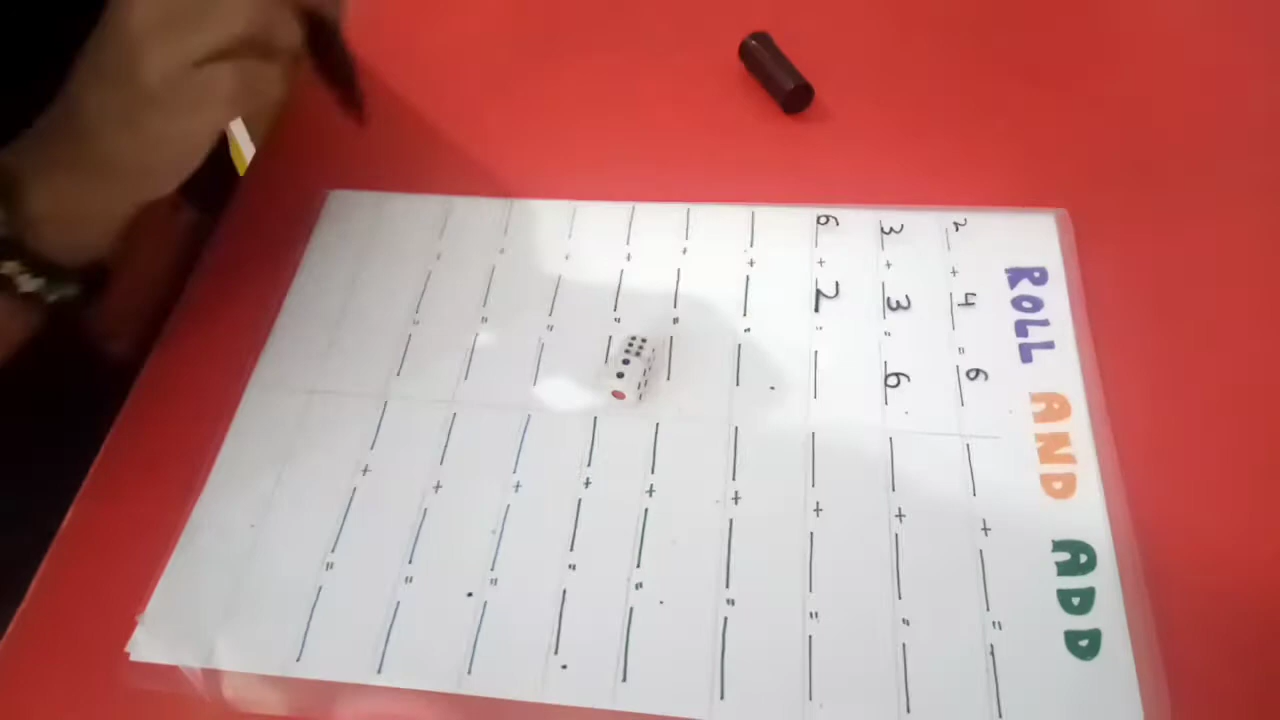 ROLL AND ADD
2 + 4 = 6
3 + 3 = 6
6 + 2 =